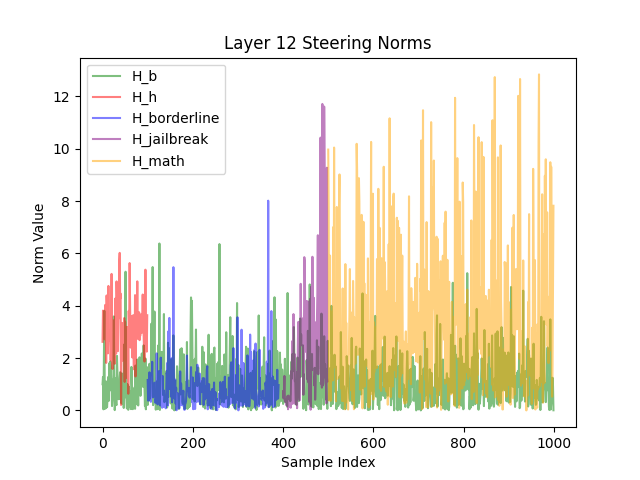 Layer 12 Steering Norms
H_b
H_h
H_borderline
H_jailbreak
H_math
Norm Value
12
10
8
6
4
2
0
0 200 400 600 800 1000
Sample Index